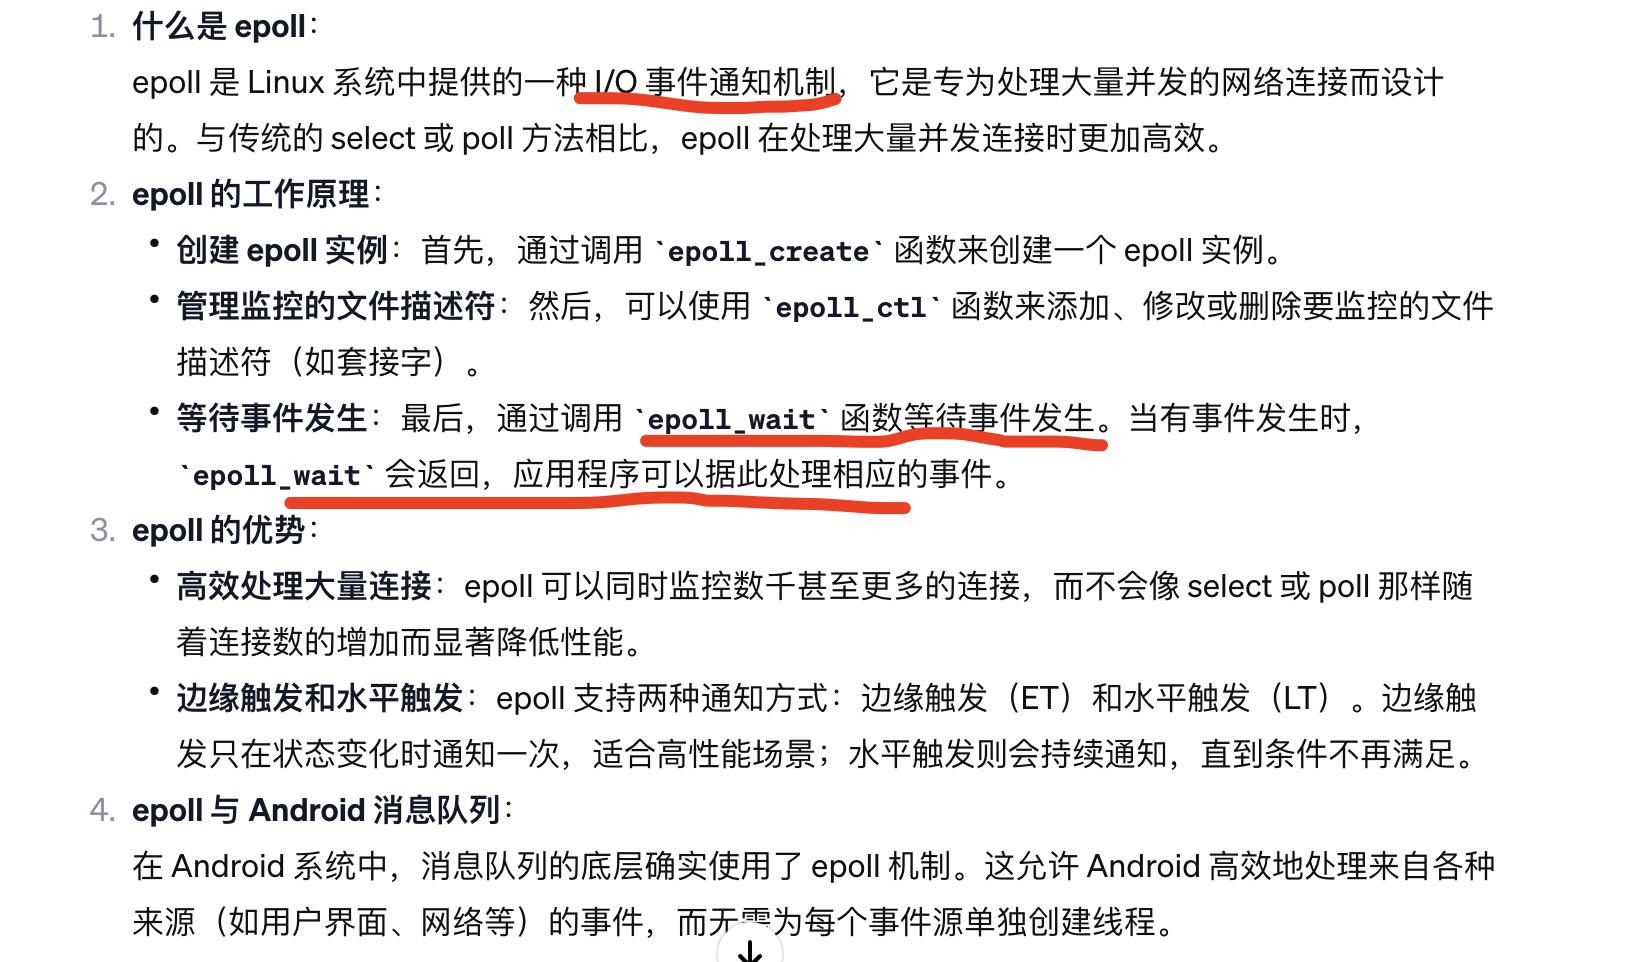 1. 什么是 epoll：
epoll 是 Linux 系统中提供的一种 I/O 事件通知机制，它是专为处理大量并发的网络连接而设计
的。与传统的 select 或 poll 方法相比，epoll 在处理大量并发连接时更加高效。
2. epoll 的工作原理：
• 创建 epoll 实例：首先，通过调用 `epoll_create` 函数来创建一个 epoll 实例。
• 管理监控的文件描述符：然后，可以使用 `epoll_ctl` 函数来添加、修改或删除要监控的文件
描述符（如套接字）。
• 等待事件发生：最后，通过调用 `epoll_wait` 函数等待事件发生。当有事件发生时，
`epoll_wait` 会返回，应用程序可以据此处理相应的事件。
3. epoll 的优势：
• 高效处理大量连接：epoll 可以同时监控数千甚至更多的连接，而不会像 select 或 poll 那样随
着连接数的增加而显著降低性能。
• 边缘触发和水平触发：epoll 支持两种通知方式：边缘触发（ET）和水平触发（LT）。边缘触
发只在状态变化时通知一次，适合高性能场景；水平触发则会持续通知，直到条件不再满足。
4. epoll 与 Android 消息队列：
在 Android 系统中，消息队列的底层确实使用了 epoll 机制。这允许 Android 高效地处理来自各种
来源（如用户界面、网络等）的事件，而无需为每个事件源单独创建线程。